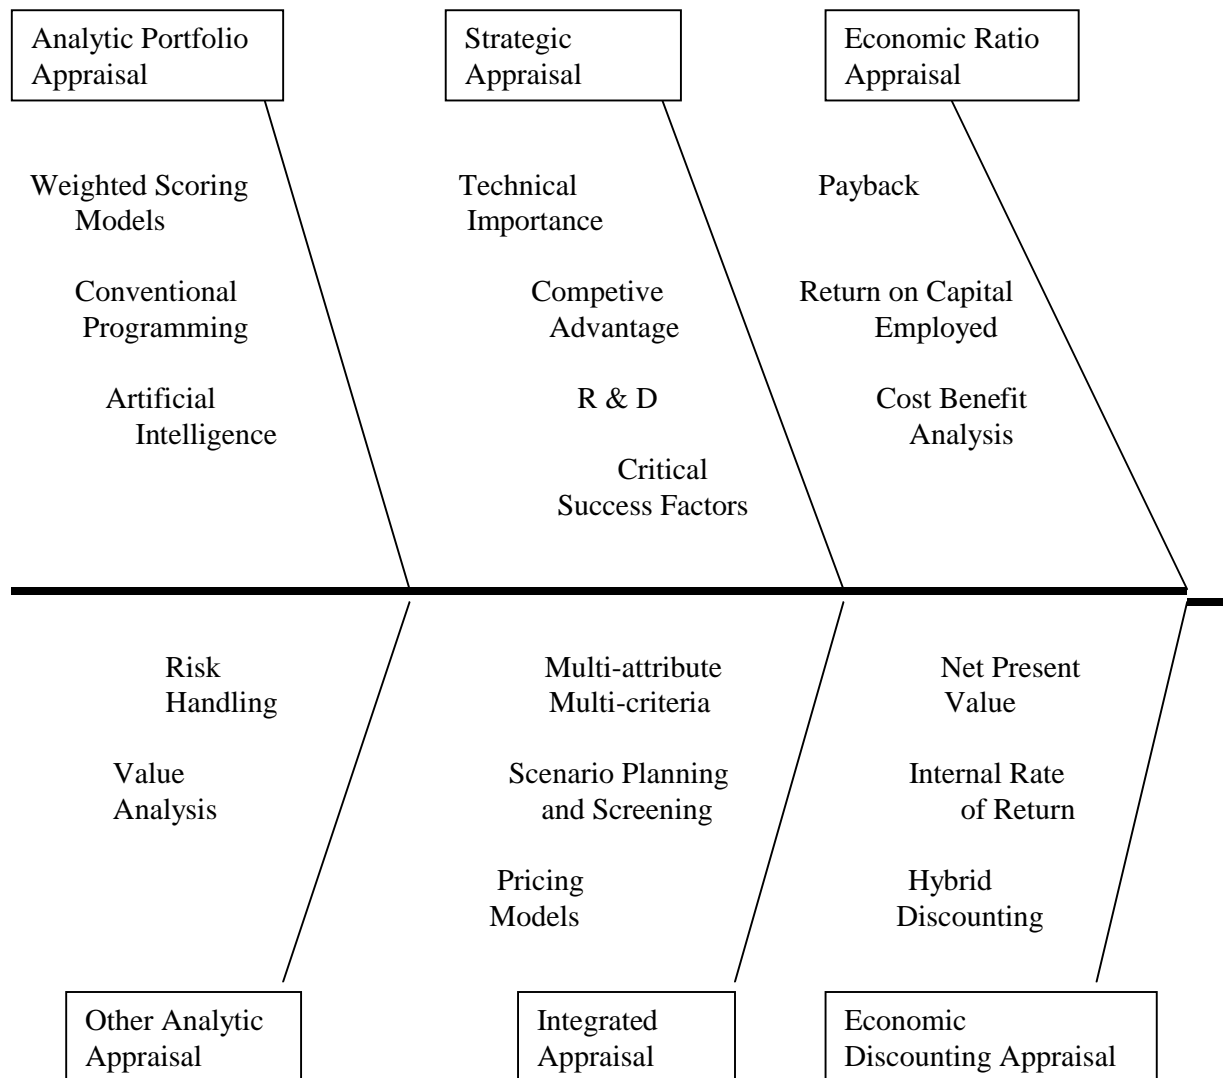 Analytic Portfolio
Appraisal
Strategic
Appraisal
Economic Ratio
Appraisal
Weighted Scoring
Models
Technical
Importance
Payback
Conventional
Programming
Competive
Advantage
Return on Capital
Employed
Artificial
Intelligence
R & D
Cost Benefit
Analysis
Critical
Success Factors
Risk
Handling
Multi-attribute
Multi-criteria
Net Present
Value
Value
Analysis
Scenario Planning
and Screening
Internal Rate
of Return
Pricing
Models
Hybrid
Discounting
Other Analytic
Appraisal
Integrated
Appraisal
Economic
Discounting Appraisal